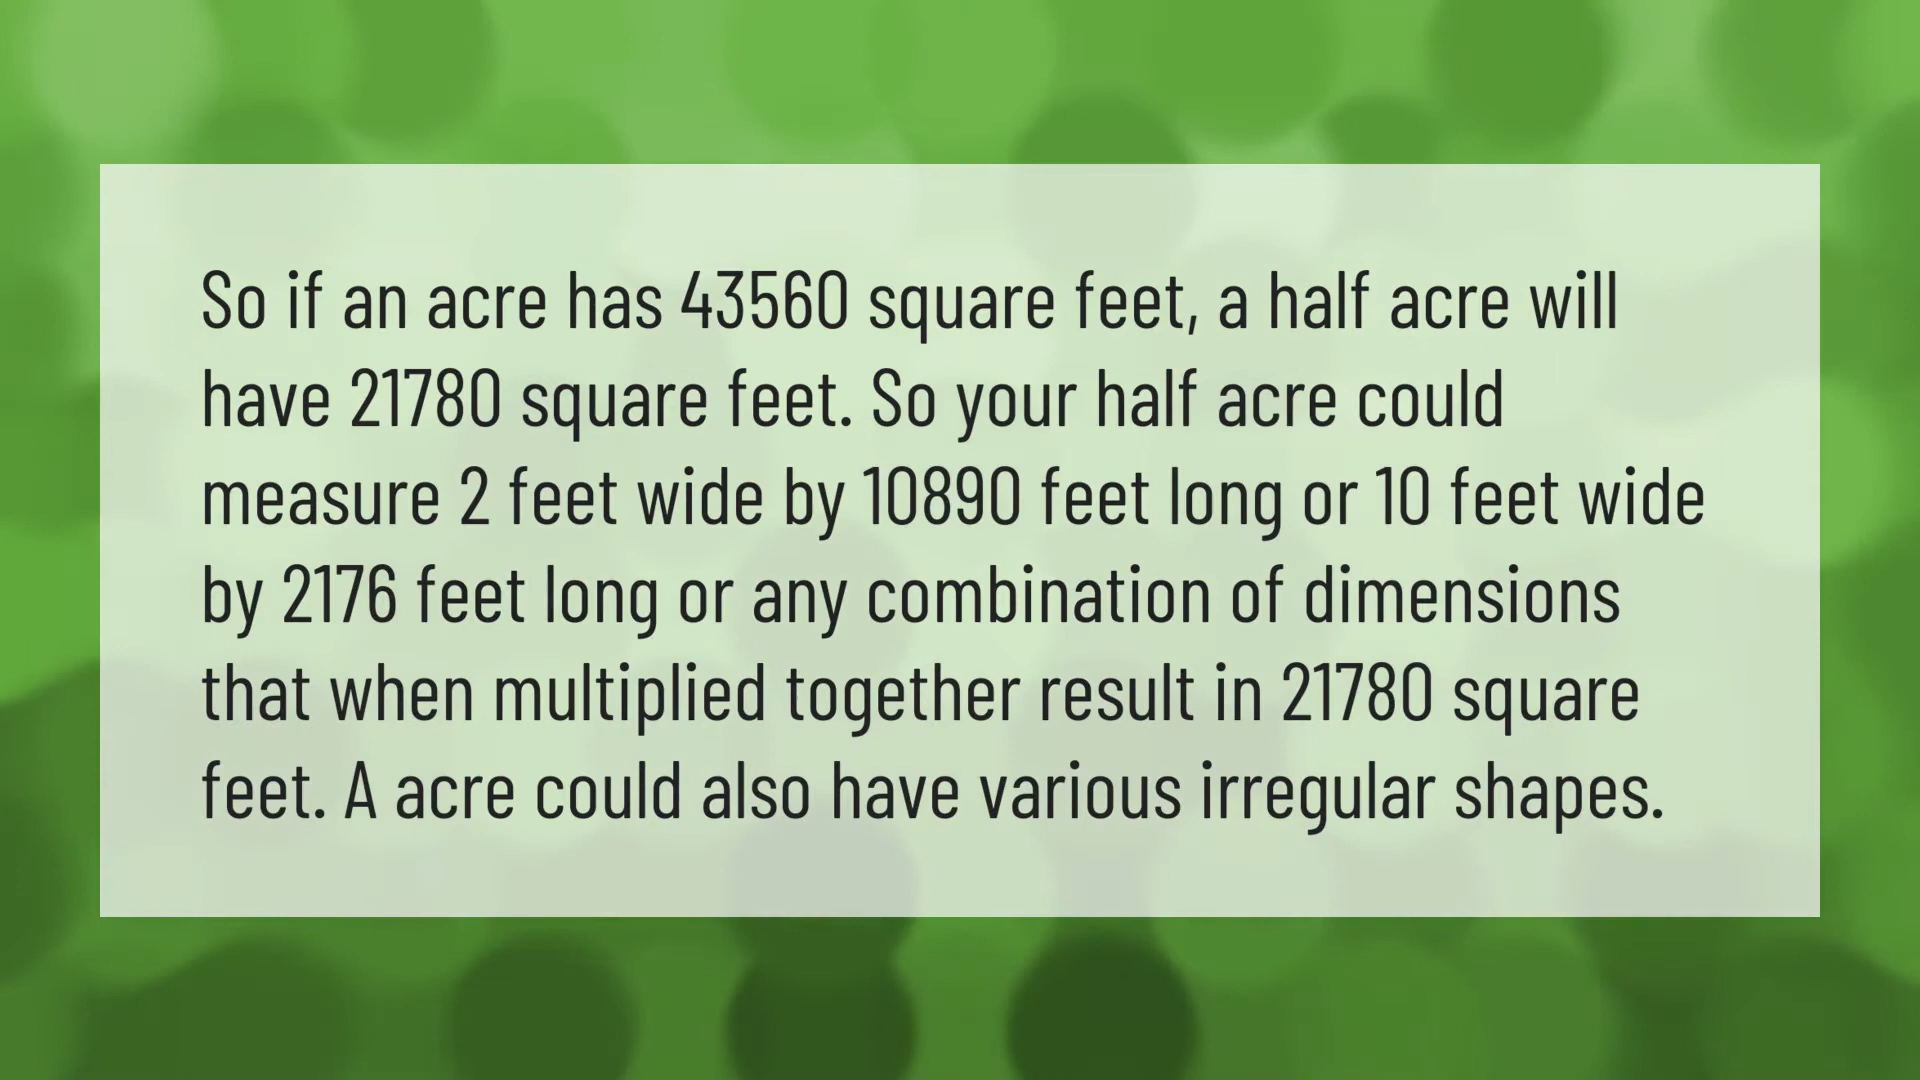 So if an acre has 43560 square feet, a half acre will
have 21780 square feet. So your half acre could
measure 2 feet wide by 10890 feet long or 10 feet wide
by 2176 feet long or any combination of dimensions
that when multiplied together result in 21780 square
feet. A acre could also have various irregular shapes.